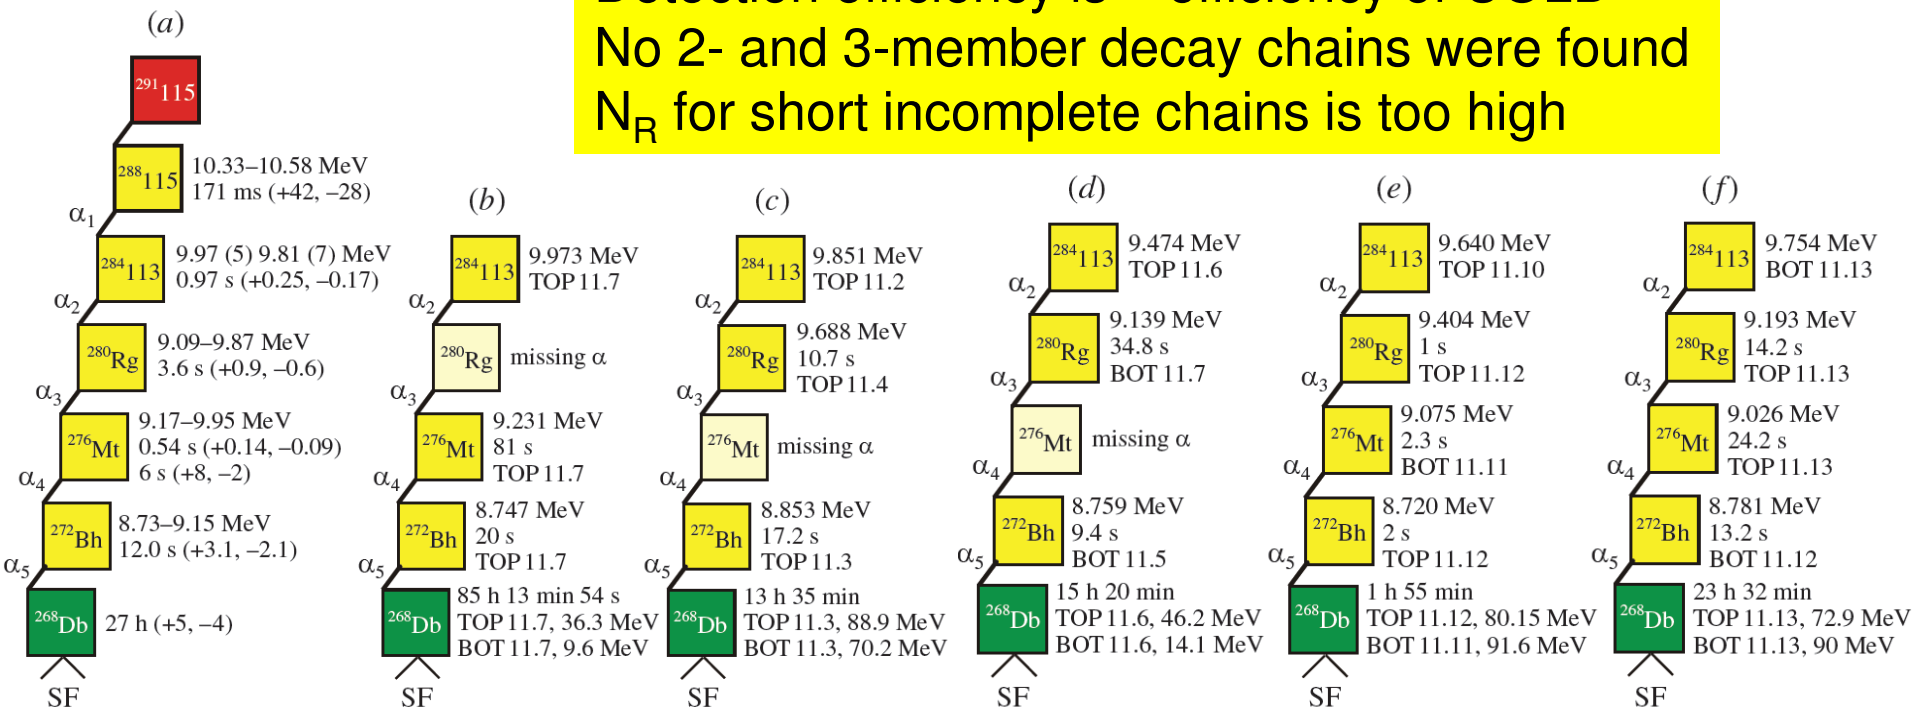 No 2- and 3-member decay chains were found
N_R for short incomplete chains is too high
(a)
²⁹¹115
²⁸⁸115
10.33–10.58 MeV
171 ms (+42, –28)
α₁
²⁸⁴113
9.97 (5) 9.81 (7) MeV
0.97 s (+0.25, –0.17)
α₂
²⁸⁰Rg
9.09–9.87 MeV
3.6 s (+0.9, –0.6)
α₃
²⁷⁶Mt
9.17–9.95 MeV
0.54 s (+0.14, –0.09)
6 s (+8, –2)
α₄
²⁷²Bh
8.73–9.15 MeV
12.0 s (+3.1, –2.1)
α₅
²⁶⁸Db
27 h (+5, –4)
SF
(b)
²⁸⁴113
9.973 MeV
TOP 11.7
α₂
²⁸⁰Rg
missing α
α₃
²⁷⁶Mt
9.231 MeV
81 s
TOP 11.7
α₄
²⁷²Bh
8.747 MeV
20 s
TOP 11.7
α₅
²⁶⁸Db
85 h 13 min 54 s
TOP 11.7, 36.3 MeV
BOT 11.7, 9.6 MeV
SF
(c)
²⁸⁴113
9.851 MeV
TOP 11.2
α₂
²⁸⁰Rg
9.688 MeV
10.7 s
TOP 11.4
α₃
²⁷⁶Mt
missing α
α₄
²⁷²Bh
8.853 MeV
17.2 s
TOP 11.3
α₅
²⁶⁸Db
13 h 35 min
TOP 11.3, 88.9 MeV
BOT 11.3, 70.2 MeV
SF
(d)
²⁸⁴113
9.474 MeV
TOP 11.6
α₂
²⁸⁰Rg
9.139 MeV
34.8 s
BOT 11.7
α₃
²⁷⁶Mt
missing α
α₄
²⁷²Bh
8.759 MeV
9.4 s
BOT 11.5
α₅
²⁶⁸Db
15 h 20 min
TOP 11.6, 46.2 MeV
BOT 11.6, 14.1 MeV
SF
(e)
²⁸⁴113
9.640 MeV
TOP 11.10
α₂
²⁸⁰Rg
9.404 MeV
1 s
TOP 11.12
α₃
²⁷⁶Mt
9.075 MeV
2.3 s
BOT 11.11
α₄
²⁷²Bh
8.720 MeV
2 s
TOP 11.12
α₅
²⁶⁸Db
1 h 55 min
TOP 11.12, 80.15 MeV
BOT 11.11, 91.6 MeV
SF
(f)
²⁸⁴113
9.754 MeV
BOT 11.13
α₂
²⁸⁰Rg
9.193 MeV
14.2 s
TOP 11.13
α₃
²⁷⁶Mt
9.026 MeV
24.2 s
TOP 11.13
α₄
²⁷²Bh
8.781 MeV
13.2 s
BOT 11.12
α₅
²⁶⁸Db
23 h 32 min
TOP 11.13, 72.9 MeV
BOT 11.13, 90 MeV
SF